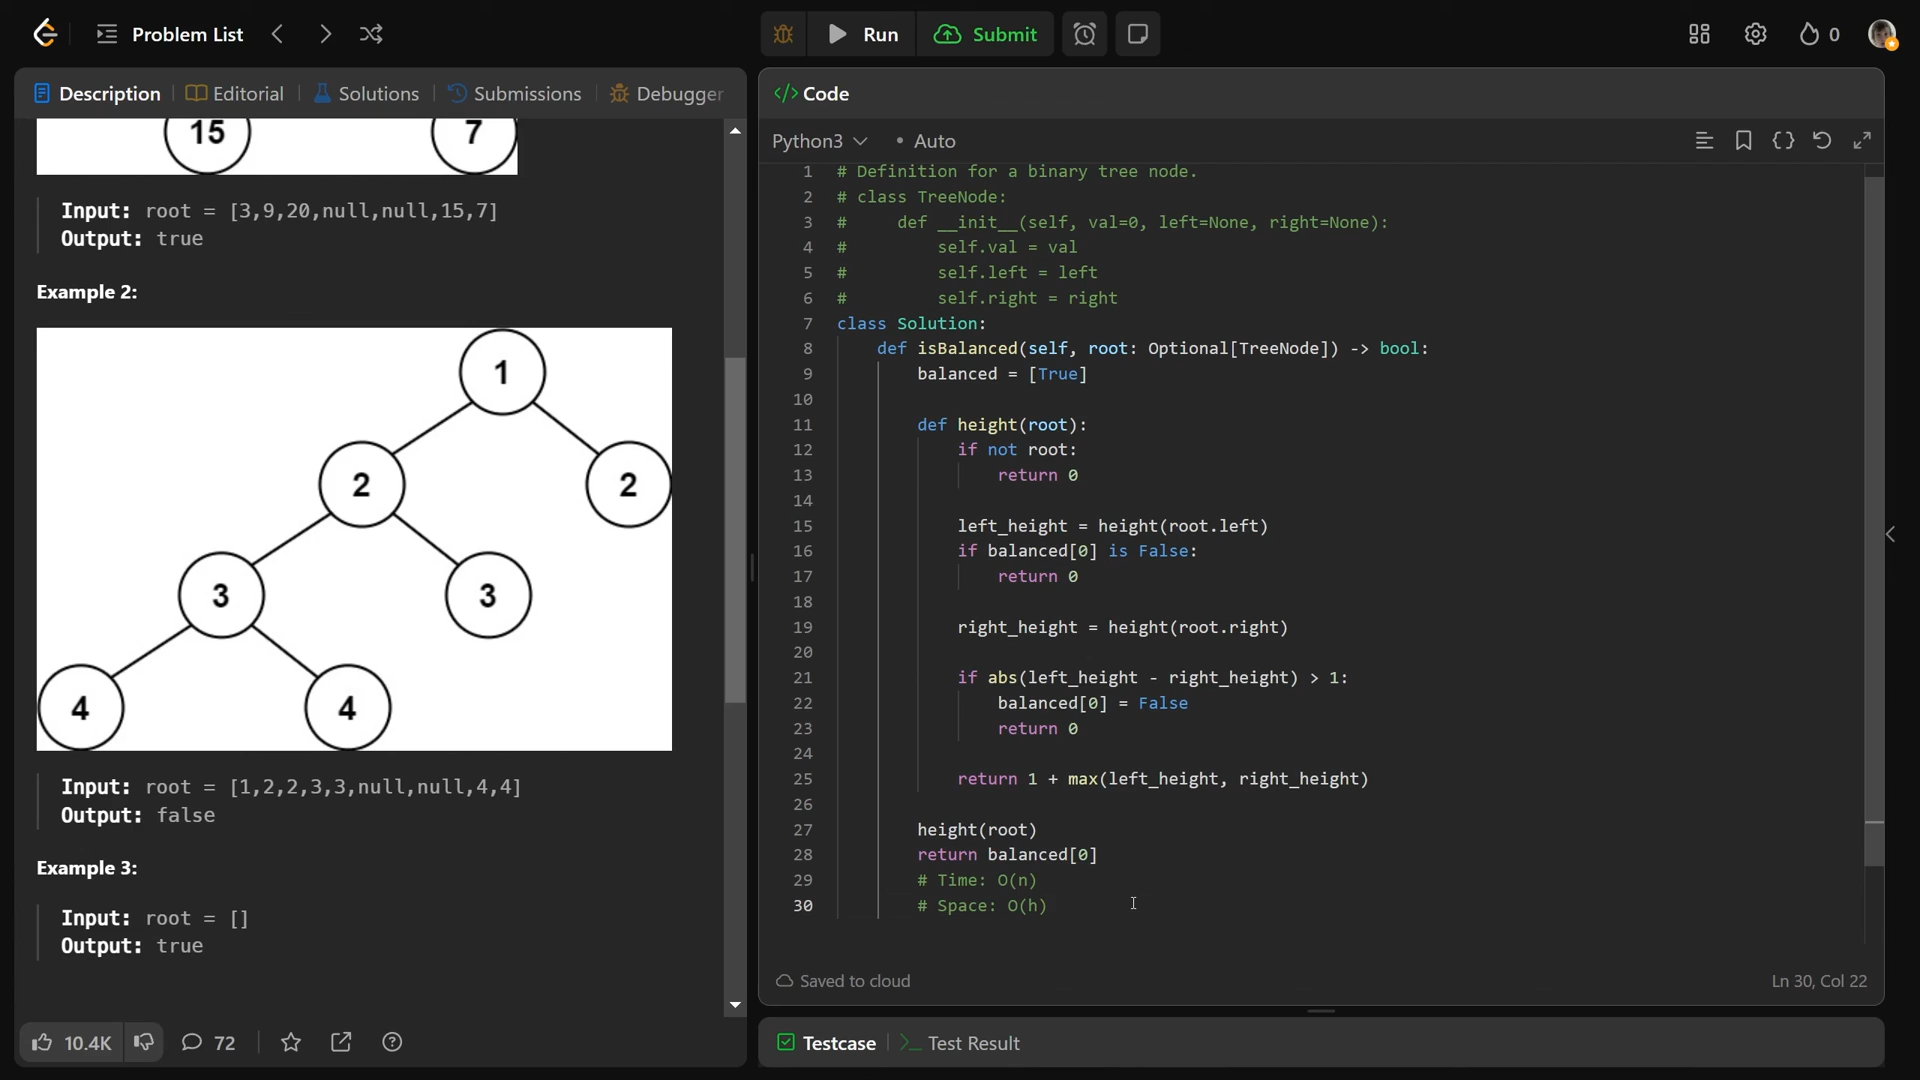 Problem List
Run
Submit
0
Description
Editorial
Solutions
Submissions
Debugger
15
7
Input: root = [3,9,20,null,null,15,7]
Output: true
Example 2:
1
2
2
3
3
4
4
Input: root = [1,2,2,3,3,null,null,4,4]
Output: false
Example 3:
Input: root = []
Output: true
10.4K
72
</> Code
Python3
• Auto
1 # Definition for a binary tree node.
2 # class TreeNode:
3 #     def __init__(self, val=0, left=None, right=None):
4 #         self.val = val
5 #         self.left = left
6 #         self.right = right
7 class Solution:
8     def isBalanced(self, root: Optional[TreeNode]) -> bool:
9         balanced = [True]
10
11         def height(root):
12             if not root:
13                 return 0
14
15             left_height = height(root.left)
16             if balanced[0] is False:
17                 return 0
18
19             right_height = height(root.right)
20
21             if abs(left_height - right_height) > 1:
22                 balanced[0] = False
23                 return 0
24
25             return 1 + max(left_height, right_height)
26
27         height(root)
28         return balanced[0]
29         # Time: O(n)
30         # Space: O(h)
Saved to cloud
Ln 30, Col 22
Testcase
Test Result